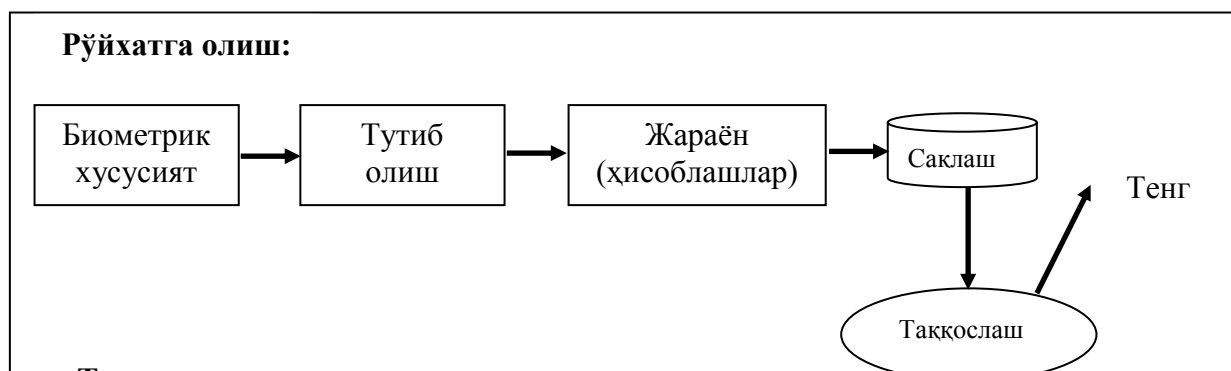 Рўйхатга олиш:
Биометрик
хусусият
Тутиб
олиш
Жараён
(ҳисоблашлар)
Сақлаш
Тенг
Таққослаш